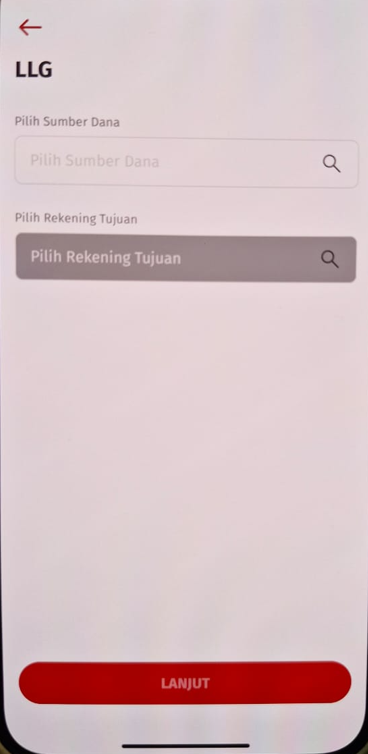 LLG
Pilih Sumber Dana
Pilih Sumber Dana
Pilih Rekening Tujuan
Pilih Rekening Tujuan
LANJUT